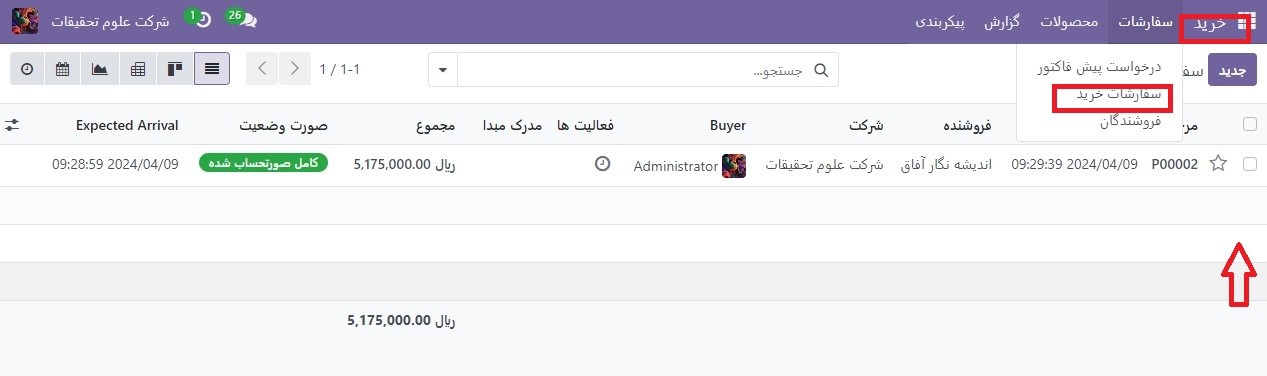 خرید سفارشات محصولات گزارش پیکربندی 26 1 شرکت علوم تحقیقات
درخواست پیش فاکتور
سفارشات خرید
فروشندگان
جدید جستجو... 1 / 1-1
فروشنده شرکت Buyer فعالیت ها مدرک مبدا مجموع صورت وضعیت Expected Arrival
P00002 09:29:39 2024/04/09 اندیشه نگار آفاق شرکت علوم تحقیقات Administrator 5,175,000.00 ریال کامل صورتحساب شده 09:28:59 2024/04/09
5,175,000.00 ریال